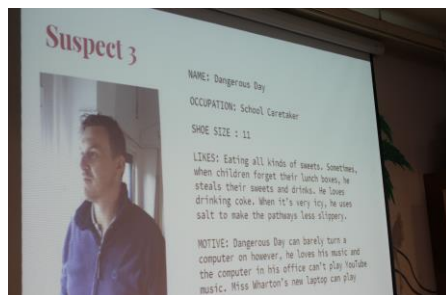 Suspect 3
NAME: Dangerous Day
OCCUPATION: School Caretaker
SHOE SIZE : 11
LIKES: Eating all kinds of sweets. Sometimes,
when children forget their lunch boxes, he
steals their sweets and drinks. He loves
drinking coke. When it's very icy, he uses
salt to make the pathways less slippery.
MOTIVE: Dangerous Day can barely turn a
computer on however, he loves his music and
the computer in his office can't play YouTube
music. Miss Wharton's new laptop can play